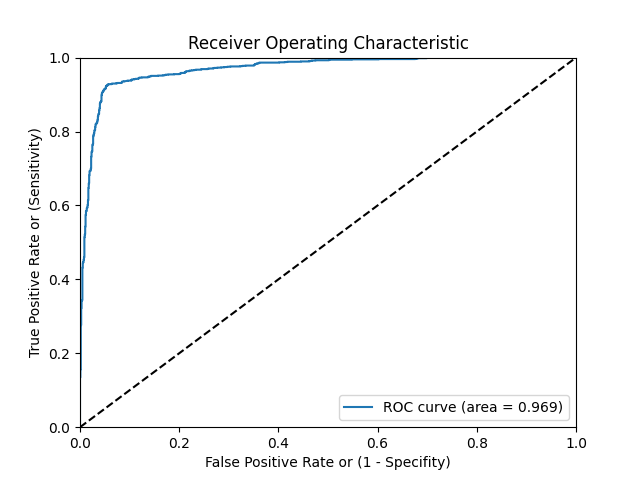 Receiver Operating Characteristic
1.0
0.8
0.6
0.4
0.2
0.0
True Positive Rate or (Sensitivity)
ROC curve (area = 0.969)
0.0 0.2 0.4 0.6 0.8 1.0
False Positive Rate or (1 - Specifity)